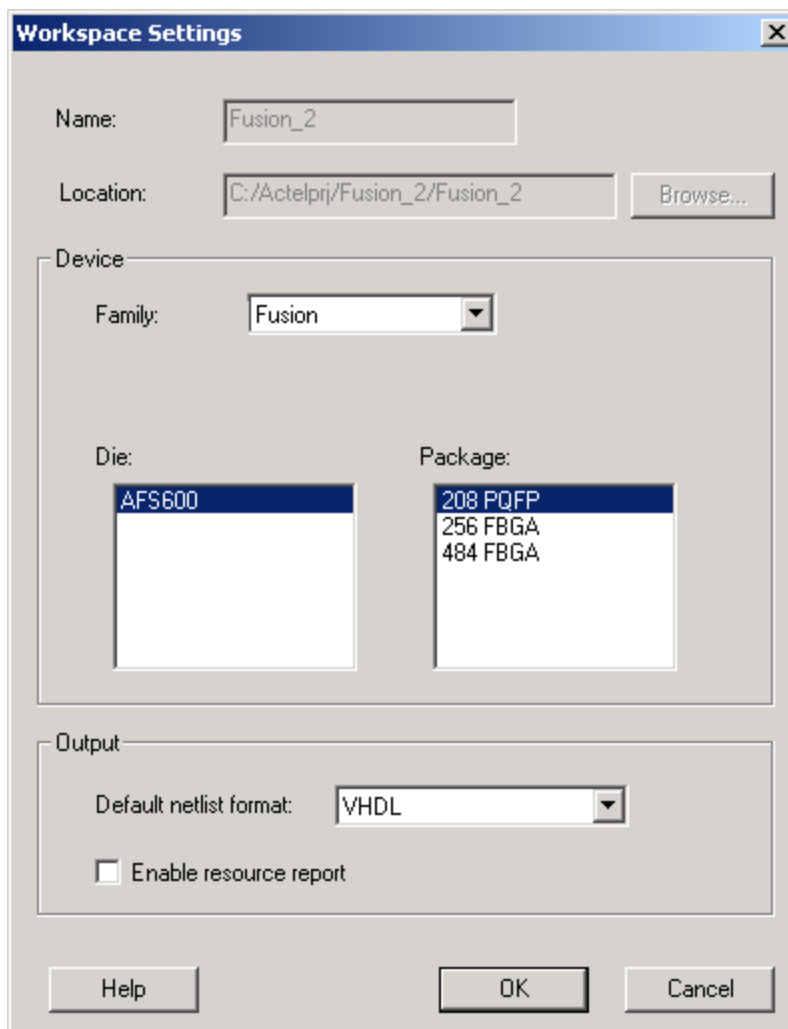 Workspace Settings
Name: Fusion_2
Location: C:/Actelprj/Fusion_2/Fusion_2 Browse...
Device
Family: Fusion
Die: Package:
AFS600 208 PQFP
256 FBGA
484 FBGA
Output
Default netlist format: VHDL
Enable resource report
Help OK Cancel